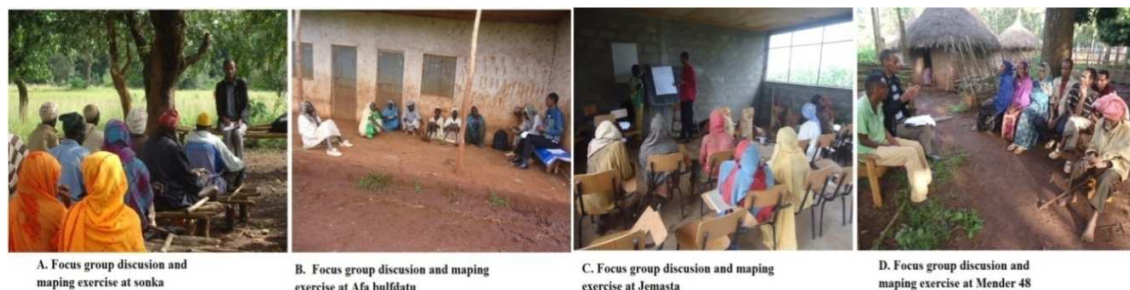 A. Focus group discusion and
maping exercise at sonka
B. Focus group discusion and maping
exercise at Afa hulfdatu
C. Focus group discusion and maping
exercise at Jemasta
D. Focus group discusion and
maping exercise at Mender 48